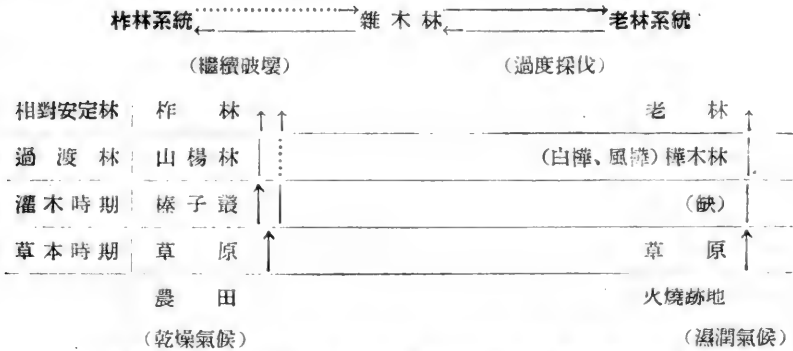 柞林系統 雜木林 老林系統
(繼續破壞) (過度採伐)
相對安定林 柞林 老林
過渡林 山楊林 (白樺、風樺)樺木林
灌木時期 榛子叢 (缺)
草本時期 草原 草原
農田 火燒跡地
(乾燥氣候) (濕潤氣候)